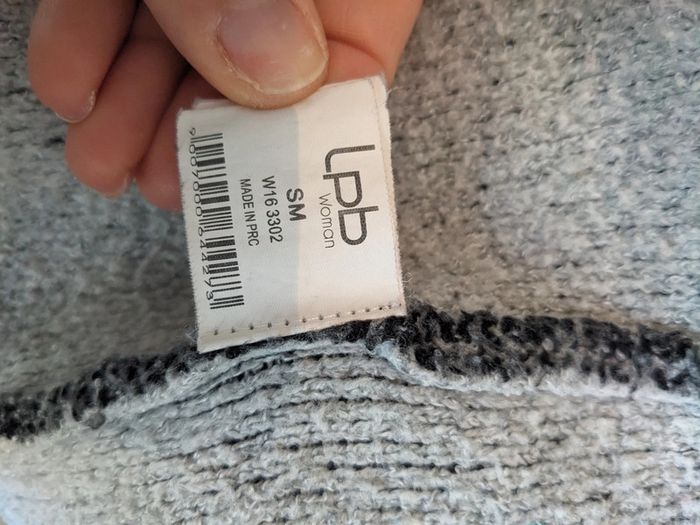 Lpb
Woman
SM
W16 3302
MADE IN PRC